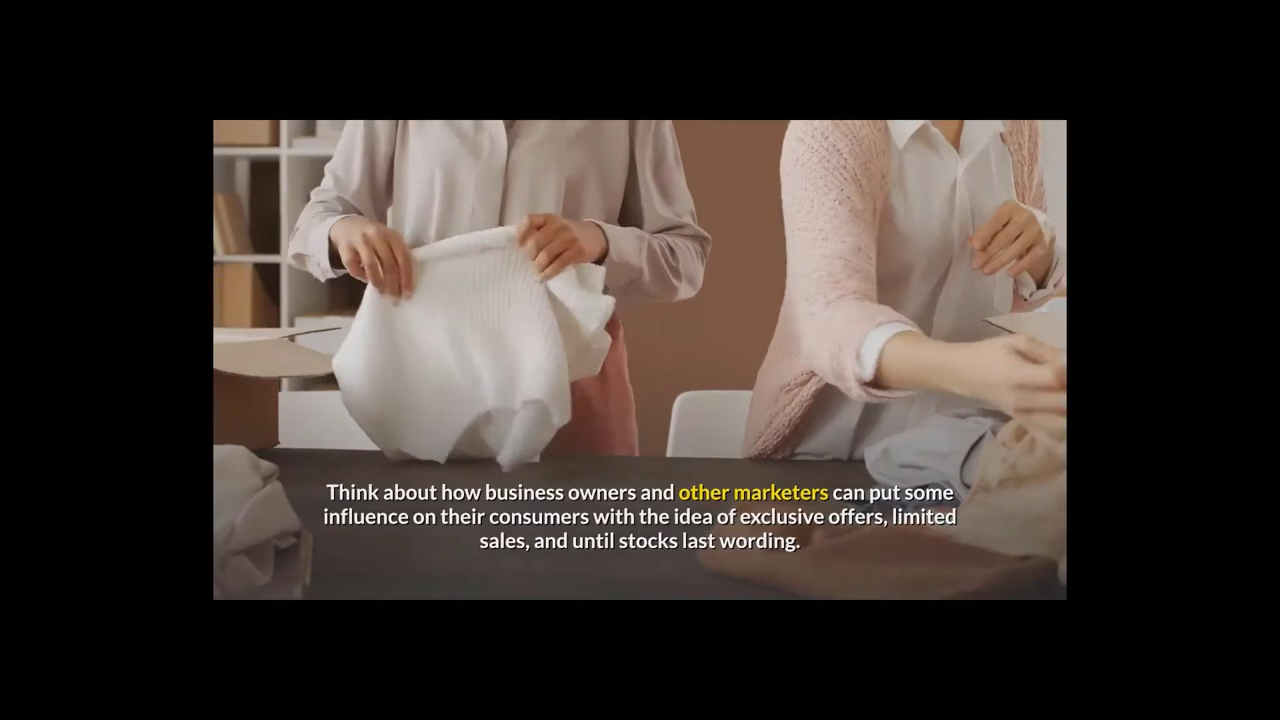 Think about how business owners and other marketers can put some
influence on their consumers with the idea of exclusive offers, limited
sales, and until stocks last wording.